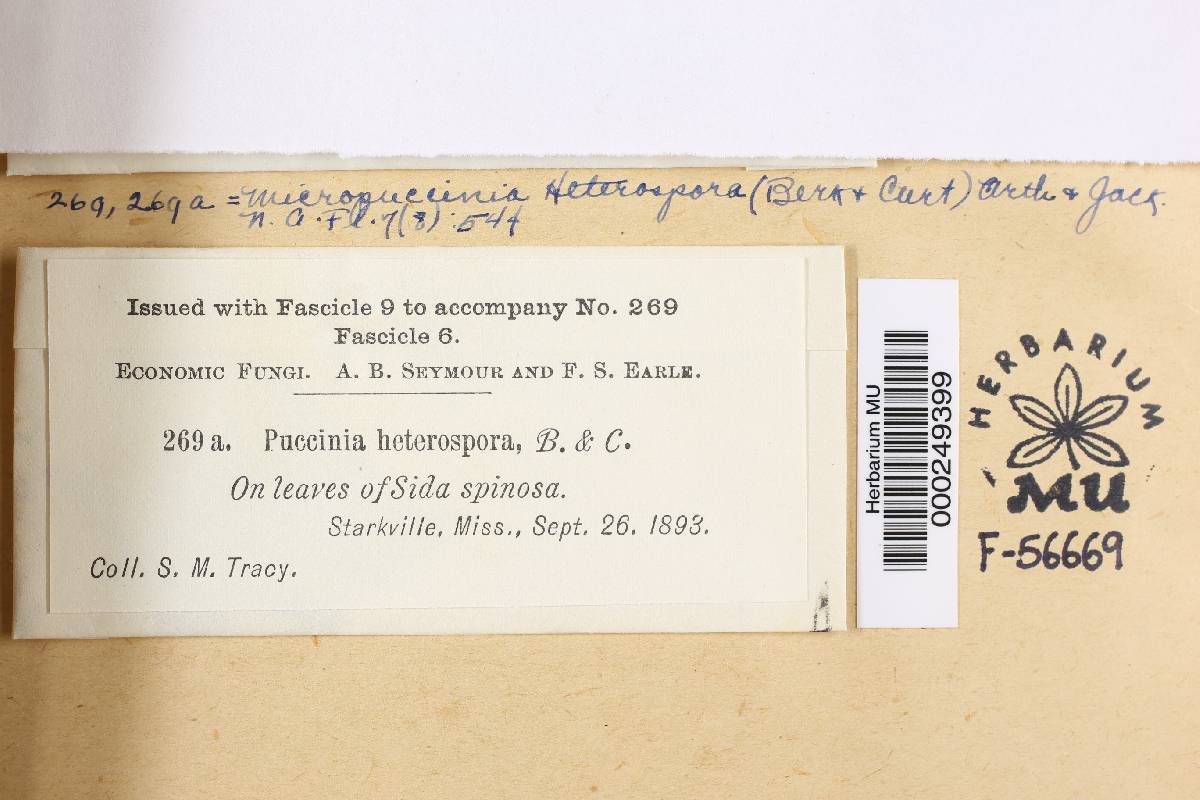 269, 269a = Micropuccinia Heterospora (Berk + Curt) Arth + Jack.
N. A. Fl. 7(8): 544
Issued with Fascicle 9 to accompany No. 269
Fascicle 6.
Economic Fungi. A. B. Seymour and F. S. Earle.
269 a. Puccinia heterospora, B. & C.
On leaves of Sida spinosa.
Starkville, Miss., Sept. 26, 1893.
Coll. S. M. Tracy.
Herbarium MU
000249399
HERBARIUM
MU
F-56669